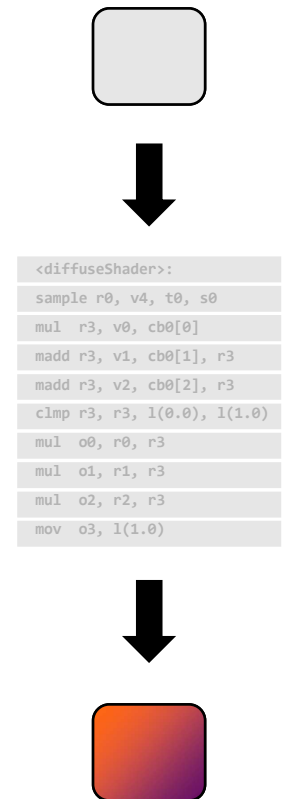 <diffuseShader>:
sample r0, v4, t0, s0
mul  r3, v0, cb0[0]
madd r3, v1, cb0[1], r3
madd r3, v2, cb0[2], r3
clmp r3, r3, l(0.0), l(1.0)
mul  o0, r0, r3
mul  o1, r1, r3
mul  o2, r2, r3
mov  o3, l(1.0)